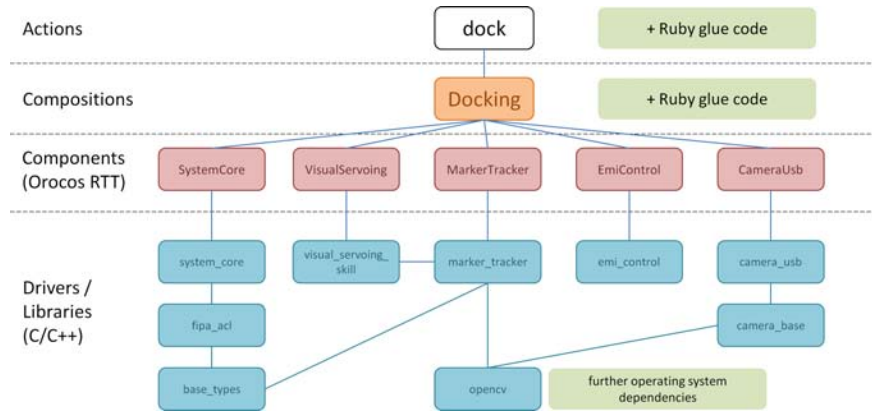 Actions
dock
+ Ruby glue code
Compositions
Docking
+ Ruby glue code
Components
(Orocos RTT)
SystemCore
VisualServoing
MarkerTracker
EmiControl
CameraUsb
Drivers /
Libraries
(C/C++)
system_core
visual_servoing_
skill
marker_tracker
emi_control
camera_usb
fipa_acl
camera_base
base_types
opencv
further operating system
dependencies